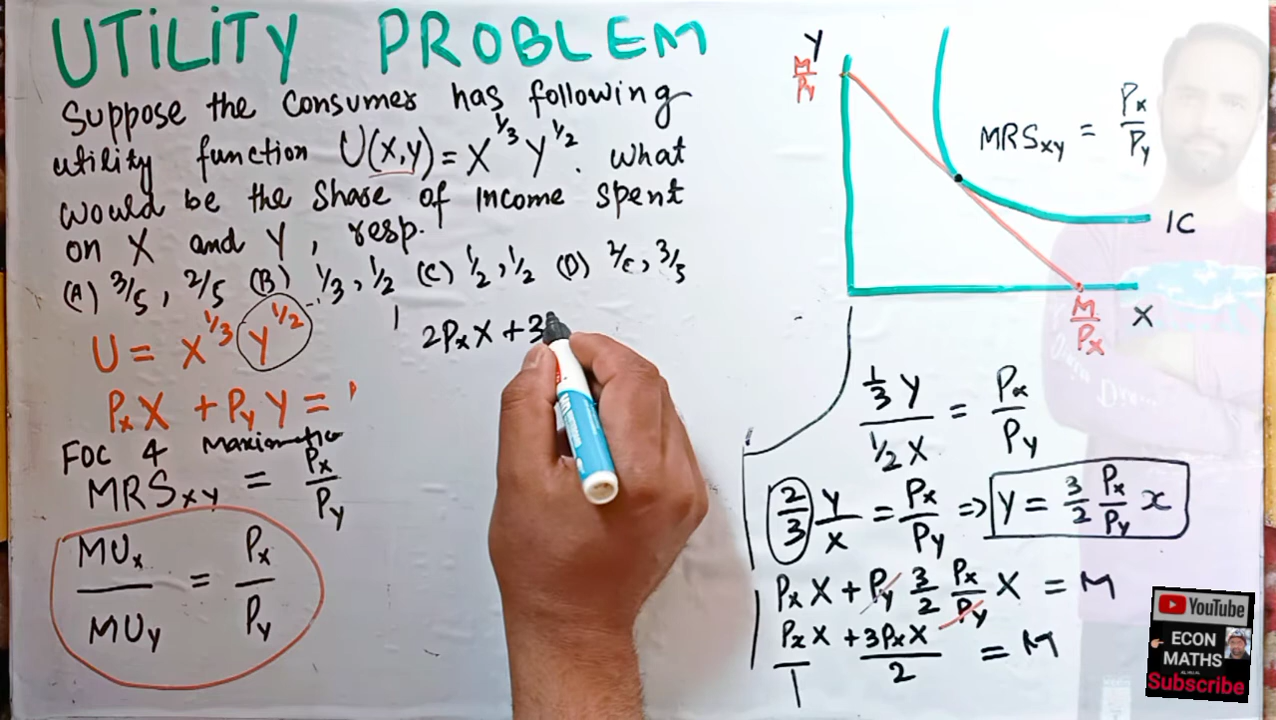 UTILITY PROBLEM
Suppose the Consumer has following
utility function U(x,y) = X^1/3 Y^1/2. What
would be the Share of Income spent
on X and Y, resp.
(A) 3/5, 2/5 (B) 1/3, 1/2 (C) 1/2, 1/2 (D) 3/5
U = X^1/3 Y^1/2
PxX + PyY =
FOC 4
MRSxy = Px/Py
MUx/MUy = Px/Py
2PxX + 3
Y
M/Py
MRSxy = Px/Py
IC
M/Px
X
1/3 Y / 1/2 X = Px/Py
2/3 Y/x = Px/Py => Y = 3/2 Px/Py x
PxX + Py 3/2 Px/Py X = M
PxX/1 + 3PxX/2 = M
YouTube
ECON
MATHS
Subscribe